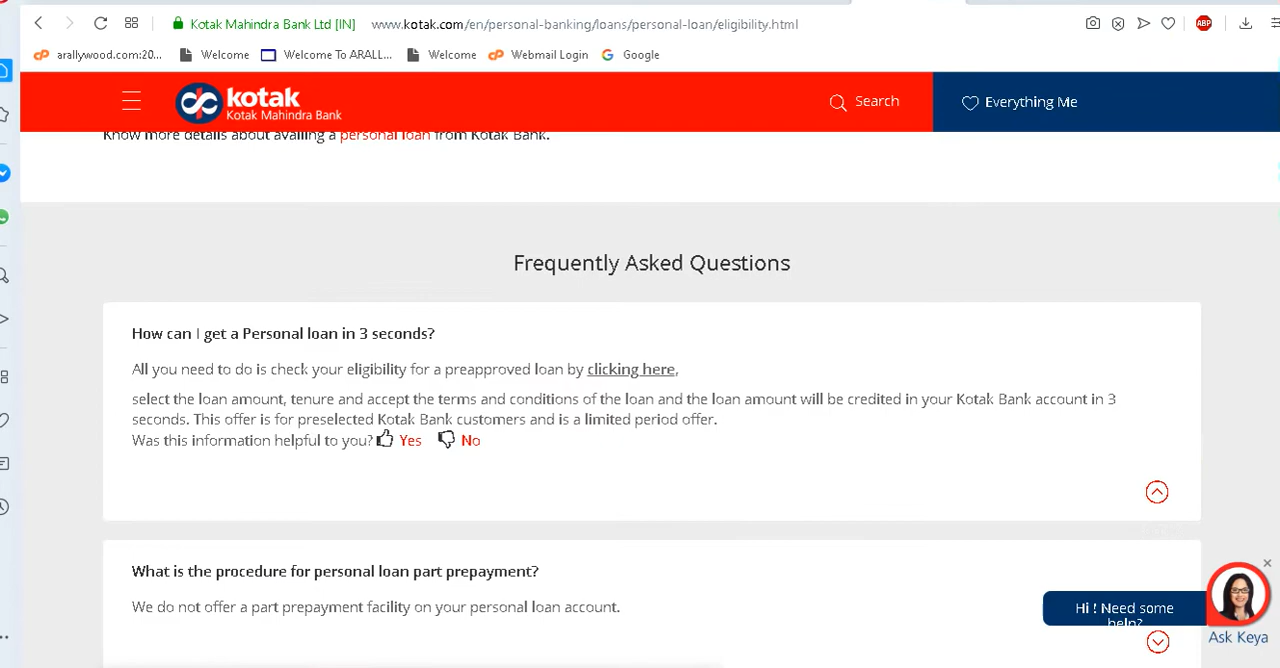 Kotak Mahindra Bank Ltd [IN] www.kotak.com/en/personal-banking/loans/personal-loan/eligibility.html
ABP
arallywood.com:20... Welcome Welcome To ARALL... Welcome Webmail Login Google
kotak
Kotak Mahindra Bank
Search
Everything Me
Know more details about availing a personal loan from Kotak Bank.
Frequently Asked Questions
How can I get a Personal loan in 3 seconds?
All you need to do is check your eligibility for a preapproved loan by clicking here,
select the loan amount, tenure and accept the terms and conditions of the loan and the loan amount will be credited in your Kotak Bank account in 3
seconds. This offer is for preselected Kotak Bank customers and is a limited period offer.
Was this information helpful to you? Yes No
What is the procedure for personal loan part prepayment?
We do not offer a part prepayment facility on your personal loan account.
Hi ! Need some
help?
Ask Keya